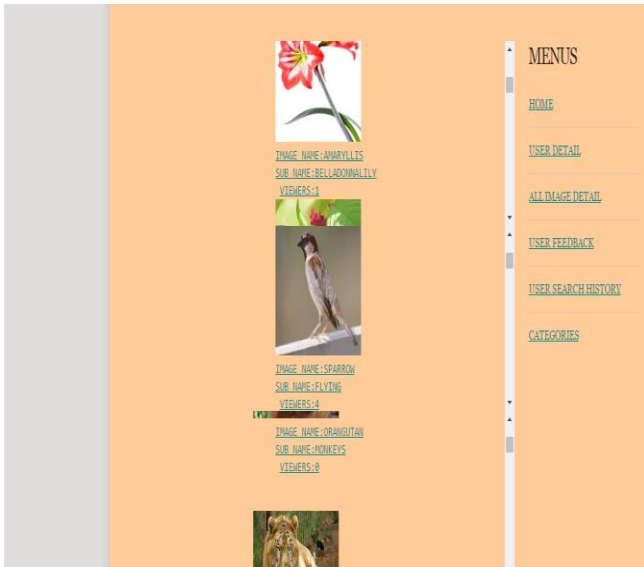 IMAGE NAME:AMARYLLIS
SUB NAME:BELLADONNALILY
VIEWERS:1
IMAGE NAME:SPARROW
SUB NAME:FLYING
VIEWERS:4
IMAGE NAME:ORANGUTAN
SUB NAME:MONKEYS
VIEWERS:0
MENUS
HOME
USER DETAIL
ALL IMAGE DETAIL
USER FEEDBACK
USER SEARCH HISTORY
CATEGORIES